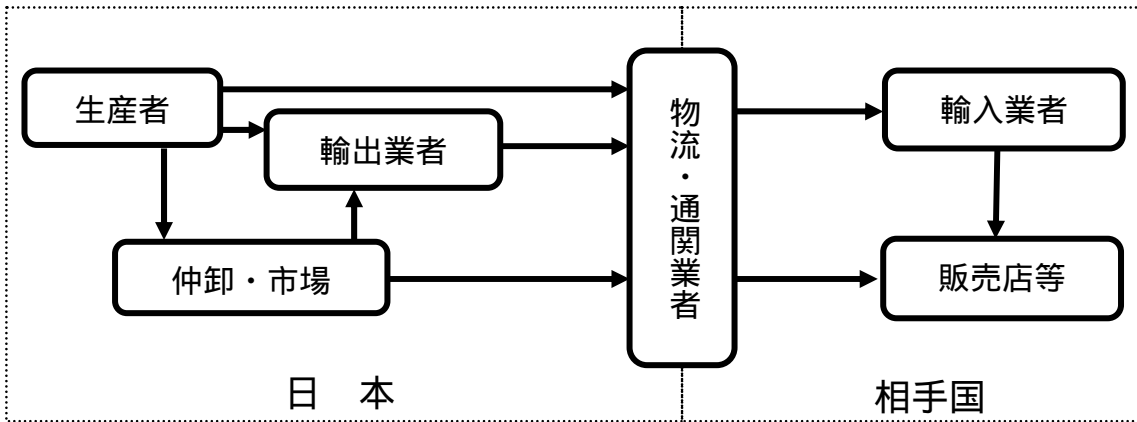 生産者
輸出業者
仲卸・市場
物流・通関業者
輸入業者
販売店等
日 本
相手国